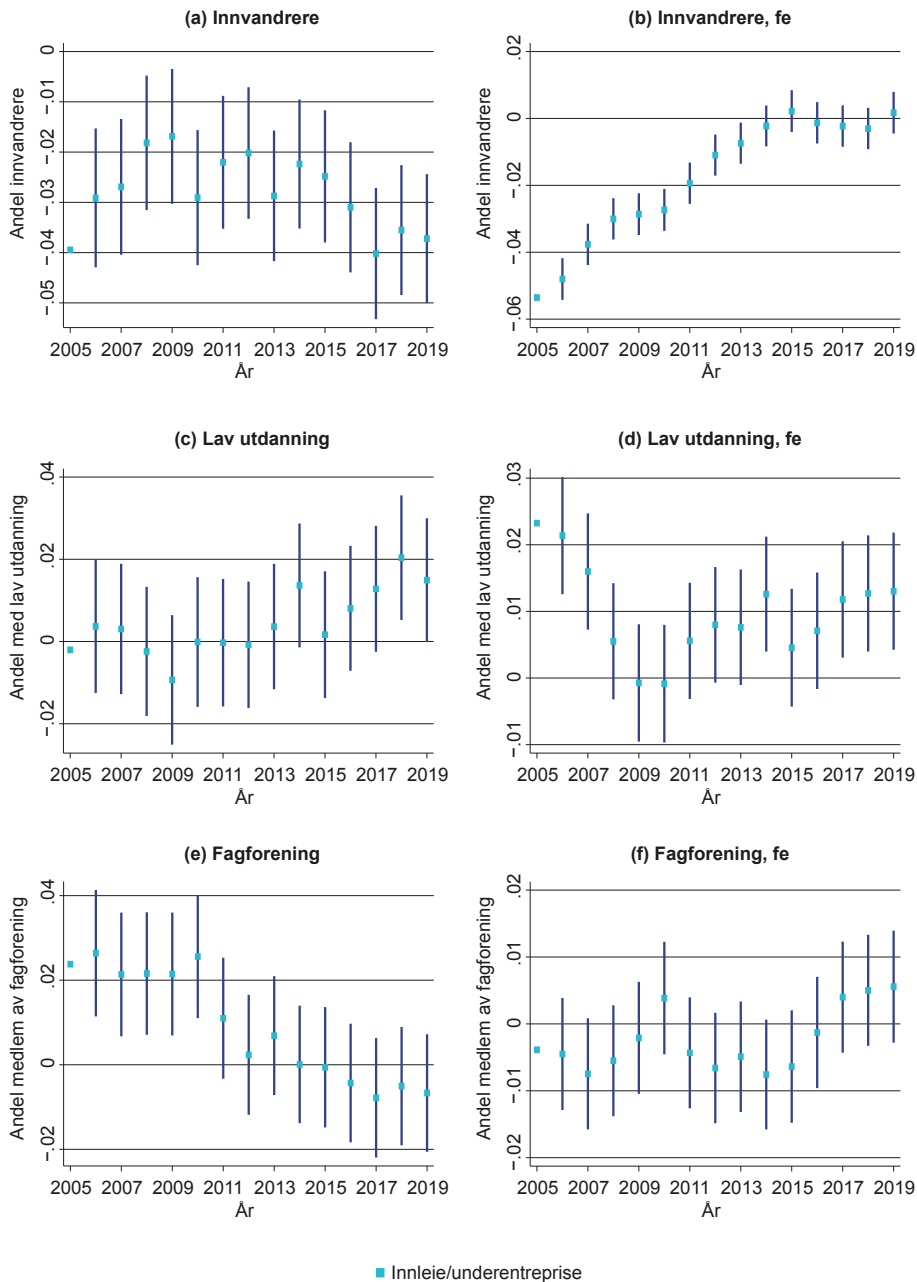 (a) Innvandrere
Andel innvandrere
0
-.01
-.02
-.03
-.04
-.05
2005 2007 2009 2011 2013 2015 2017 2019
År
(b) Innvandrere, fe
Andel innvandrere
.02
0
-.02
-.04
-.06
2005 2007 2009 2011 2013 2015 2017 2019
År
(c) Lav utdanning
Andel med lav utdanning
.04
.02
0
-.02
2005 2007 2009 2011 2013 2015 2017 2019
År
(d) Lav utdanning, fe
Andel med lav utdanning
.03
.02
.01
0
-.01
2005 2007 2009 2011 2013 2015 2017 2019
År
(e) Fagforening
Andel medlem av fagforening
.04
.02
0
-.02
2005 2007 2009 2011 2013 2015 2017 2019
År
(f) Fagforening, fe
Andel medlem av fagforening
.02
.01
0
-.01
-.02
2005 2007 2009 2011 2013 2015 2017 2019
År
Innleie/underentreprise